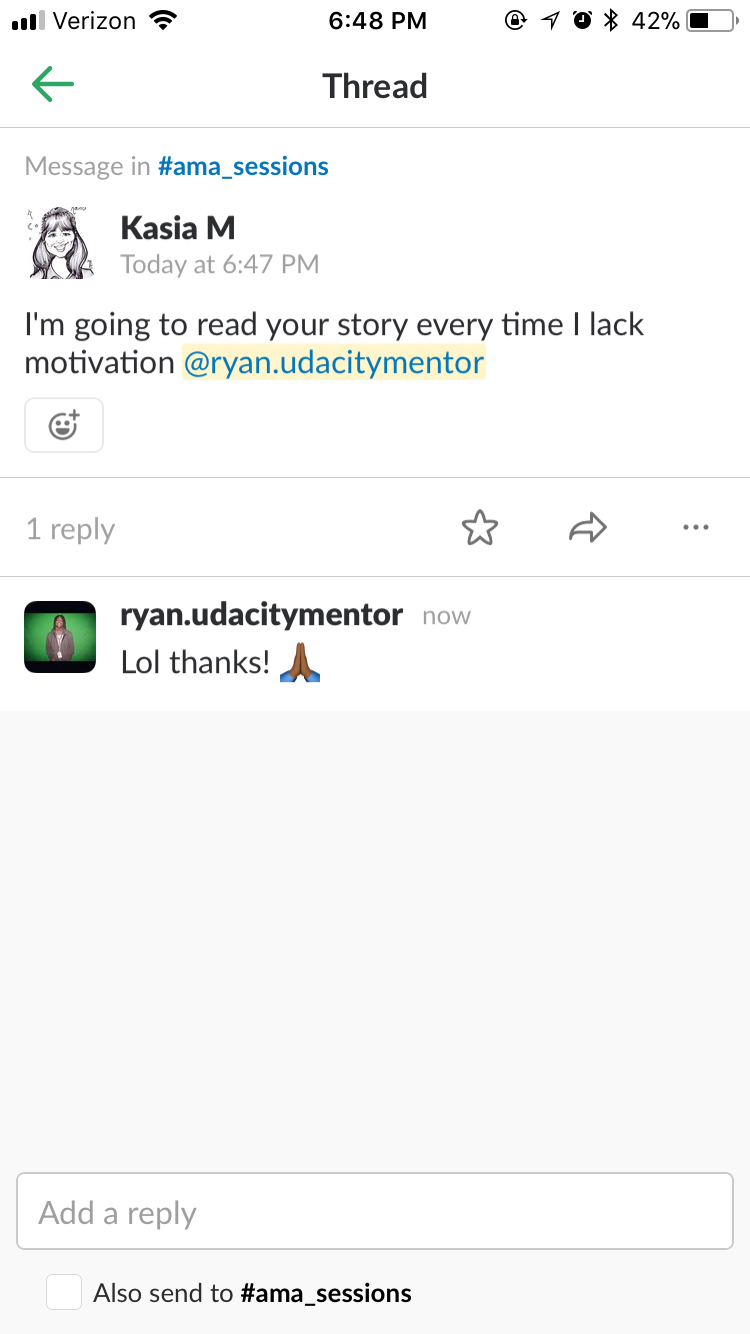 Verizon 6:48 PM 42%
Thread
Message in #ama_sessions
Kasia M
Today at 6:47 PM
I'm going to read your story every time I lack
motivation @ryan.udacitymentor
1 reply
ryan.udacitymentor now
Lol thanks! 🙏🏾
Add a reply
Also send to #ama_sessions